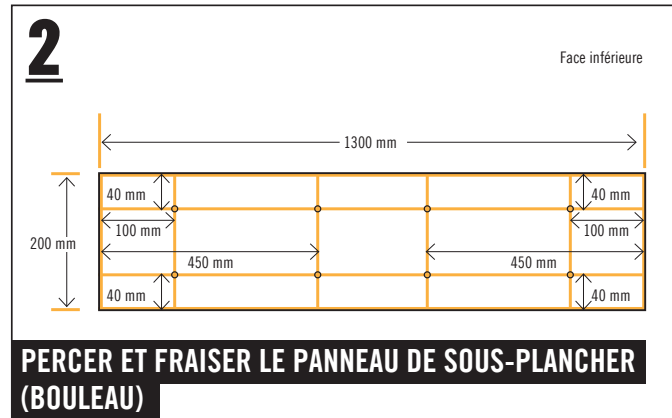 2
Face inférieure
1300 mm
40 mm
40 mm
100 mm
100 mm
200 mm
450 mm
450 mm
40 mm
40 mm
PERCER ET FRAISER LE PANNEAU DE SOUS-PLANCHER
(BOULEAU)